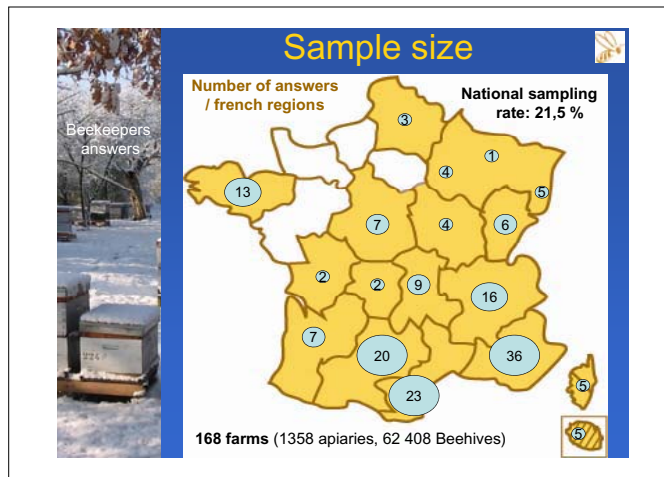 Sample size
Beekeepers
answers
Number of answers
/ french regions
National sampling
rate: 21,5 %
3
1
4
5
13
7
4
6
2
2
9
16
7
20
36
23
5
5
168 farms (1358 apiaries, 62 408 Beehives)